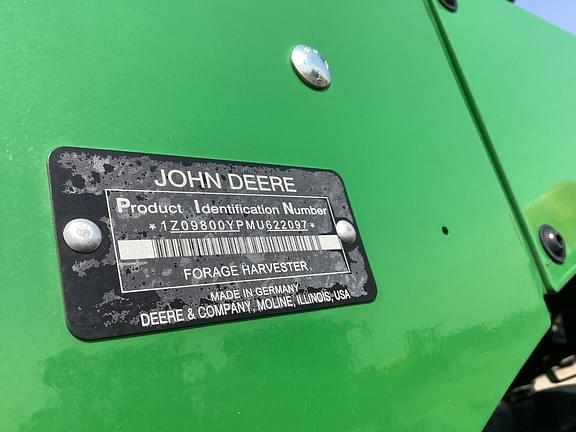 JOHN DEERE
Product Identification Number
*1Z09800YPMU622097*
FORAGE HARVESTER
MADE IN GERMANY
DEERE & COMPANY, MOLINE, ILLINOIS, USA